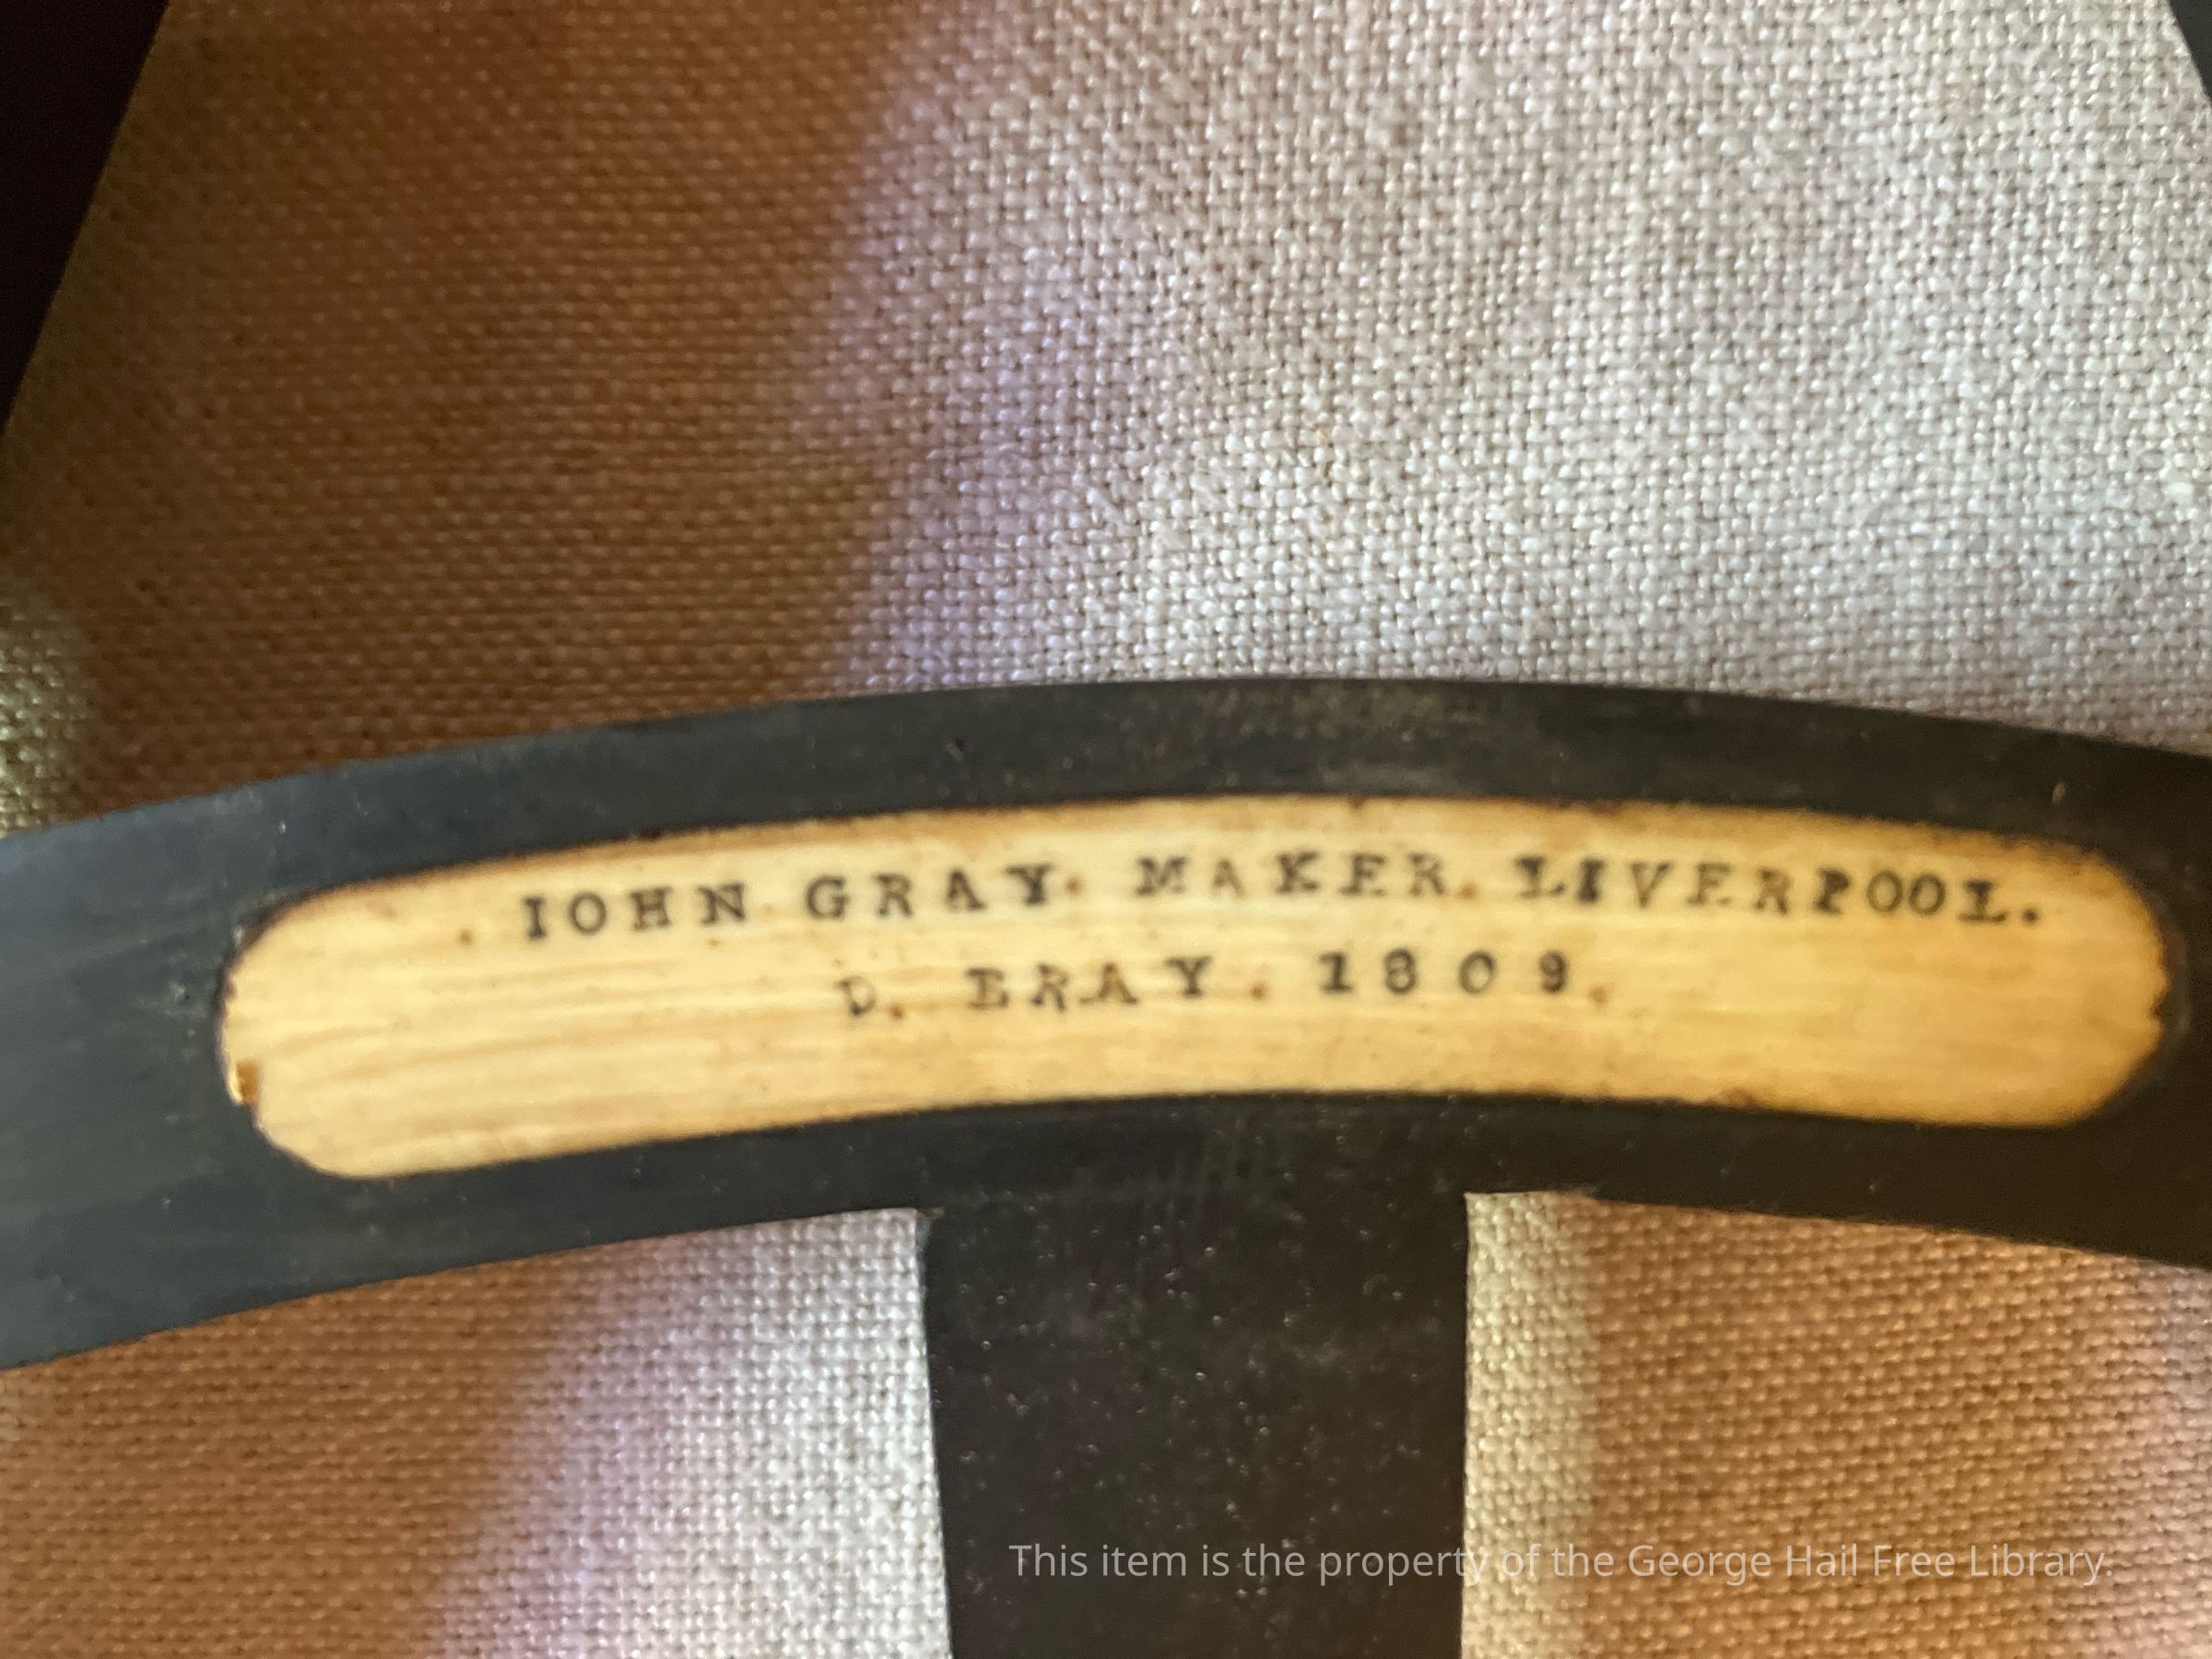 . IOHN GRAY. MAKER. LIVERPOOL.
D. BRAY. 1809.
This item is the property of the George Hail Free Library.